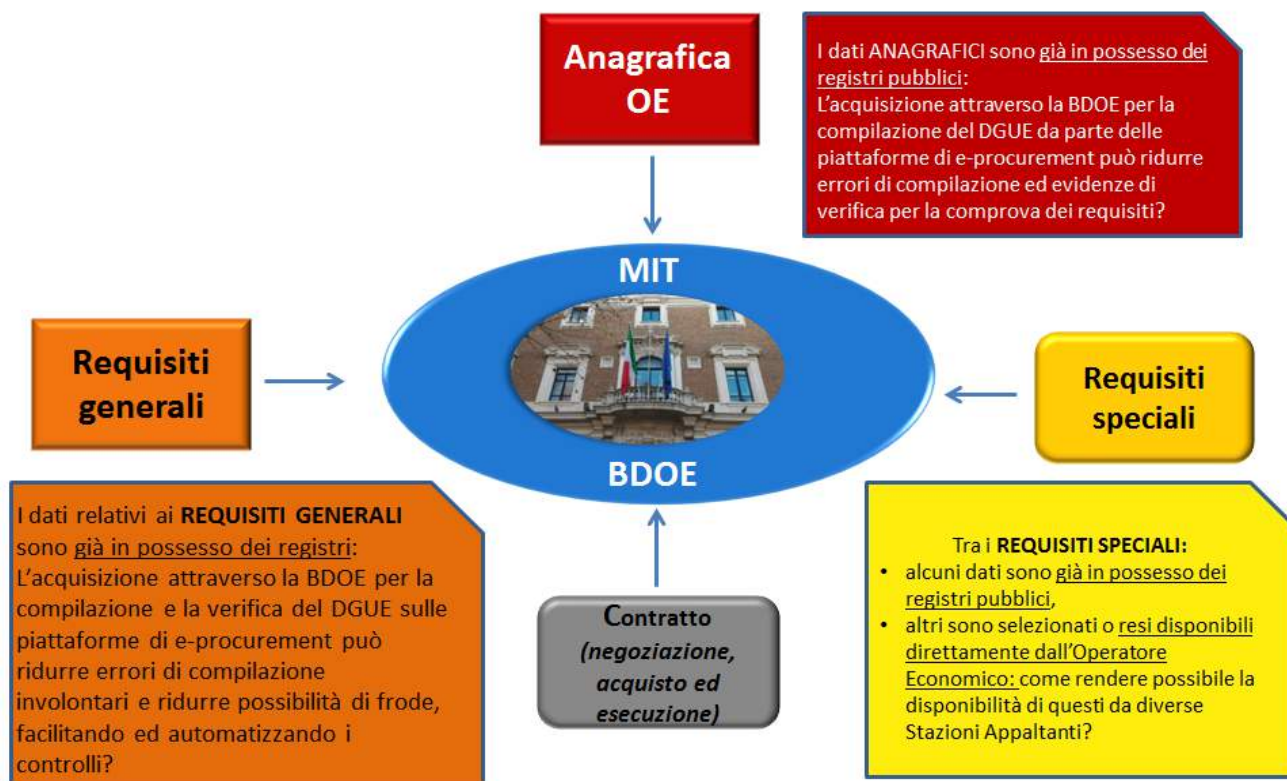 Anagrafica
OE
I dati ANAGRAFICI sono già in possesso dei
registri pubblici:
L'acquisizione attraverso la BDOE per la
compilazione del DGUE da parte delle
piattaforme di e-procurement può ridurre
errori di compilazione ed evidenze di
verifica per la comprova dei requisiti?
MIT
BDOE
Requisiti
generali
Requisiti
speciali
I dati relativi ai REQUISITI GENERALI
sono già in possesso dei registri:
L'acquisizione attraverso la BDOE per la
compilazione e la verifica del DGUE sulle
piattaforme di e-procurement può
ridurre errori di compilazione
involontari e ridurre possibilità di frode,
facilitando ed automatizzando i
controlli?
Contratto
(negoziazione,
acquisto ed
esecuzione)
Tra i REQUISITI SPECIALI:
• alcuni dati sono già in possesso dei
registri pubblici,
• altri sono selezionati o resi disponibili
direttamente dall'Operatore
Economico: come rendere possibile la
disponibilità di questi da diverse
Stazioni Appaltanti?